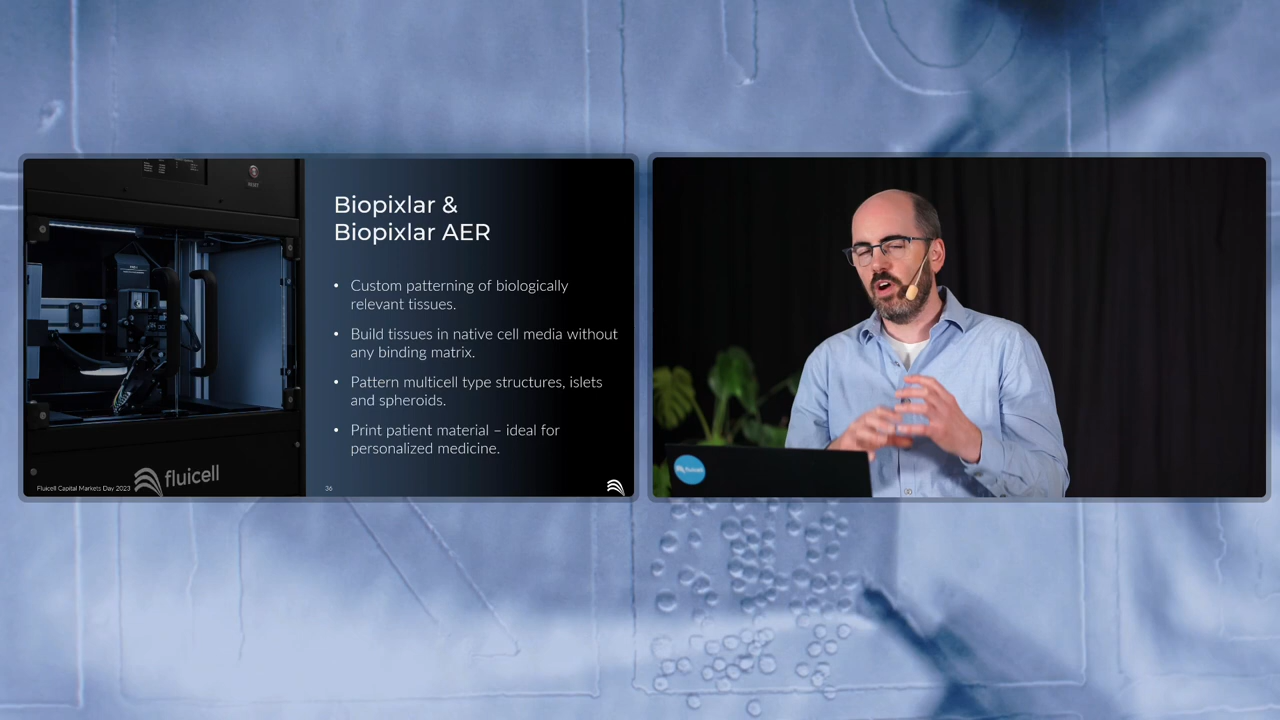 Biopixlar &
Biopixlar AER
• Custom patterning of biologically
relevant tissues.
• Build tissues in native cell media without
any binding matrix.
• Pattern multicell type structures, islets
and spheroids.
• Print patient material – ideal for
personalized medicine.
fluicell
Fluicell Capital Markets Day 2023
36
fluicell